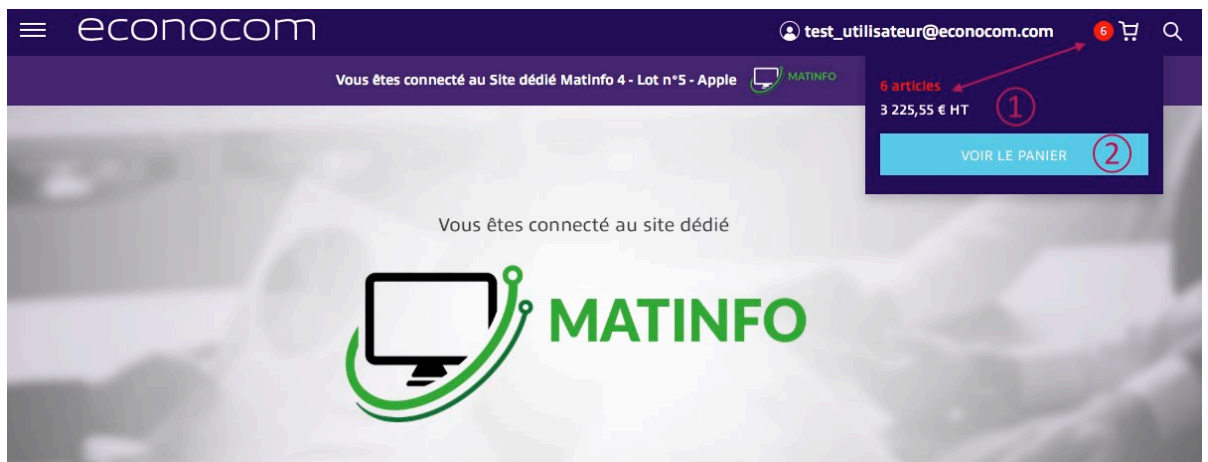 econocom
test_utilisateur@econocom.com
6
Vous êtes connecté au Site dédié Matinfo 4 - Lot n°5 - Apple
MATINFO
6 articles
3 225,55 € HT
1
VOIR LE PANIER
2
Vous êtes connecté au site dédié
MATINFO